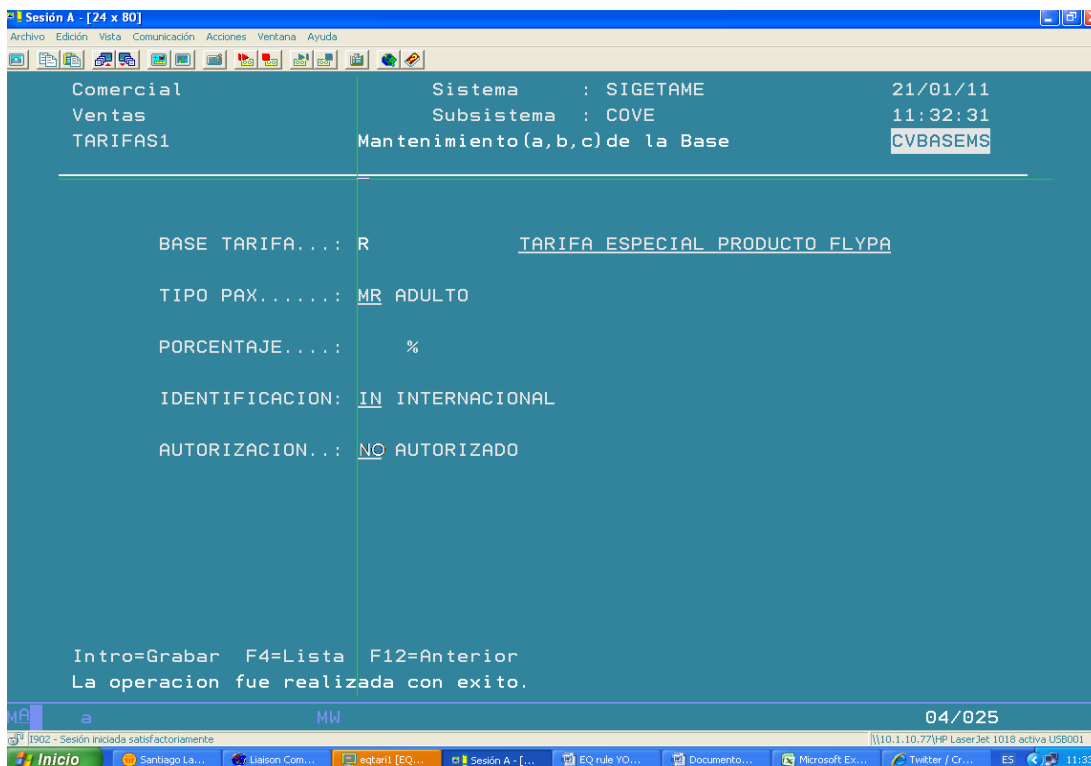 Sesión A - [24 x 80]
Archivo Edición Vista Comunicación Acciones Ventana Ayuda
Comercial Sistema : SIGETAME 21/01/11
Ventas Subsistema : COVE 11:32:31
TARIFAS1 Mantenimiento(a,b,c)de la Base CVBASEMS
BASE TARIFA...: R TARIFA ESPECIAL PRODUCTO FLYPA
TIPO PAX......: MR ADULTO
PORCENTAJE....: %
IDENTIFICACION: IN INTERNACIONAL
AUTORIZACION..: NO AUTORIZADO
Intro=Grabar F4=Lista F12=Anterior
La operacion fue realizada con exito.
MA a MW 04/025
I902 - Sesión iniciada satisfactoriamente \\10.1.10.77\HP LaserJet 1018 activa USB001
Inicio Santiago La... Liaison Com... eqtari1 [EQ... Sesión A - [... EQ rule YO... Documento... Microsoft Ex... Twitter / Cr... ES